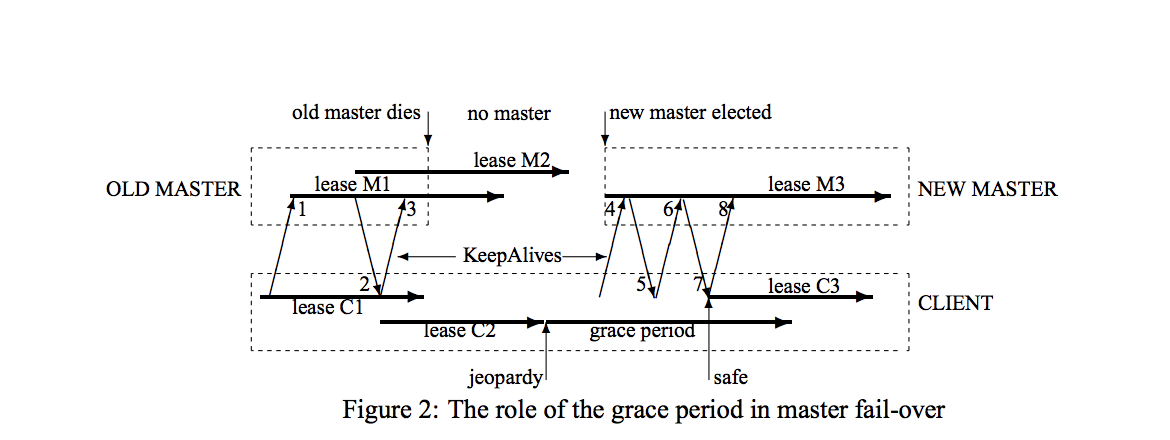 old master dies no master new master elected
lease M2
OLD MASTER lease M1 lease M3 NEW MASTER
1 3 4 6 8
KeepAlives
2 5 7 lease C3
lease C1 CLIENT
lease C2 grace period
jeopardy safe
Figure 2: The role of the grace period in master fail-over